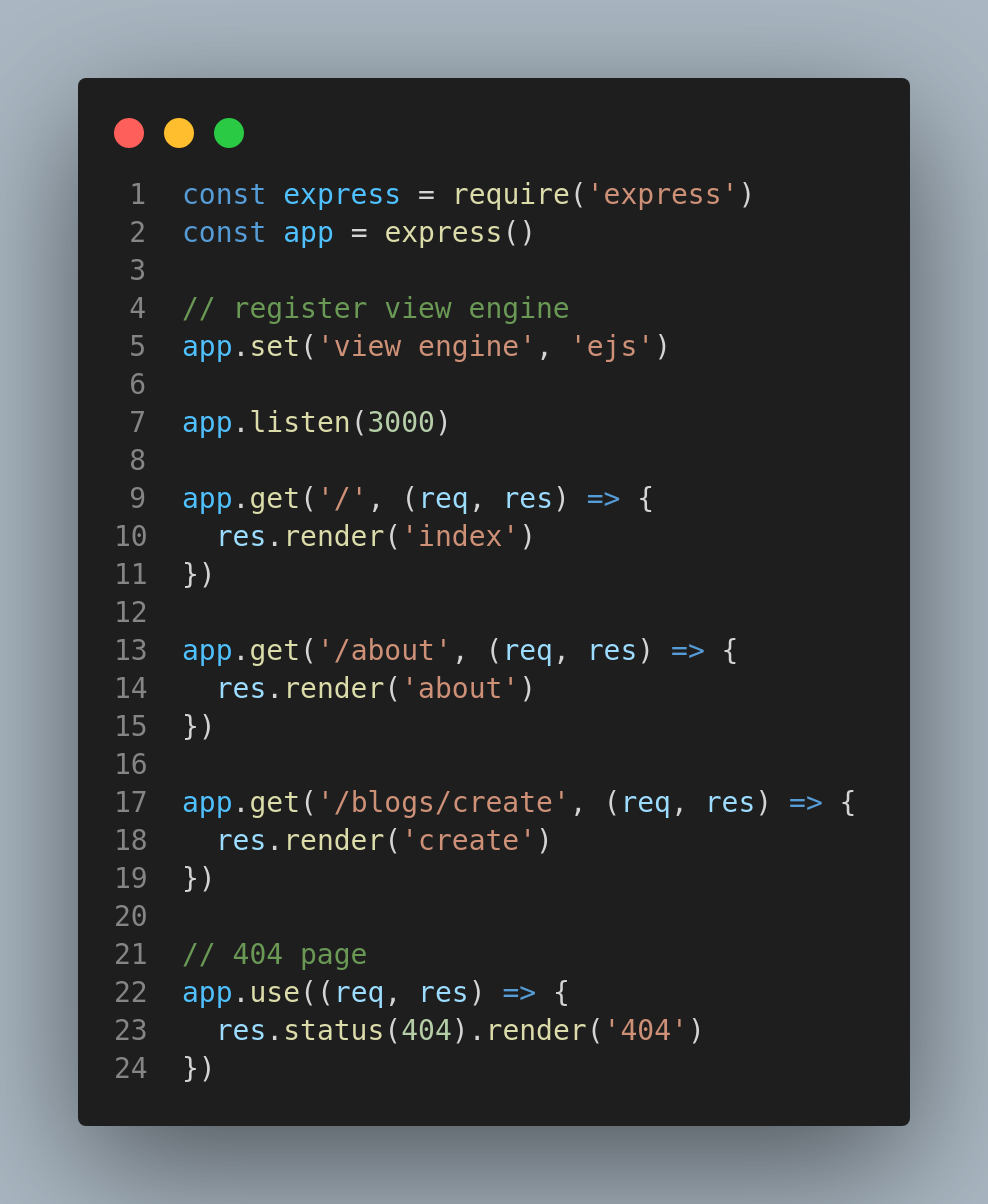 1 const express = require('express')
2 const app = express()
3
4 // register view engine
5 app.set('view engine', 'ejs')
6
7 app.listen(3000)
8
9 app.get('/', (req, res) => {
10   res.render('index')
11 })
12
13 app.get('/about', (req, res) => {
14   res.render('about')
15 })
16
17 app.get('/blogs/create', (req, res) => {
18   res.render('create')
19 })
20
21 // 404 page
22 app.use((req, res) => {
23   res.status(404).render('404')
24 })